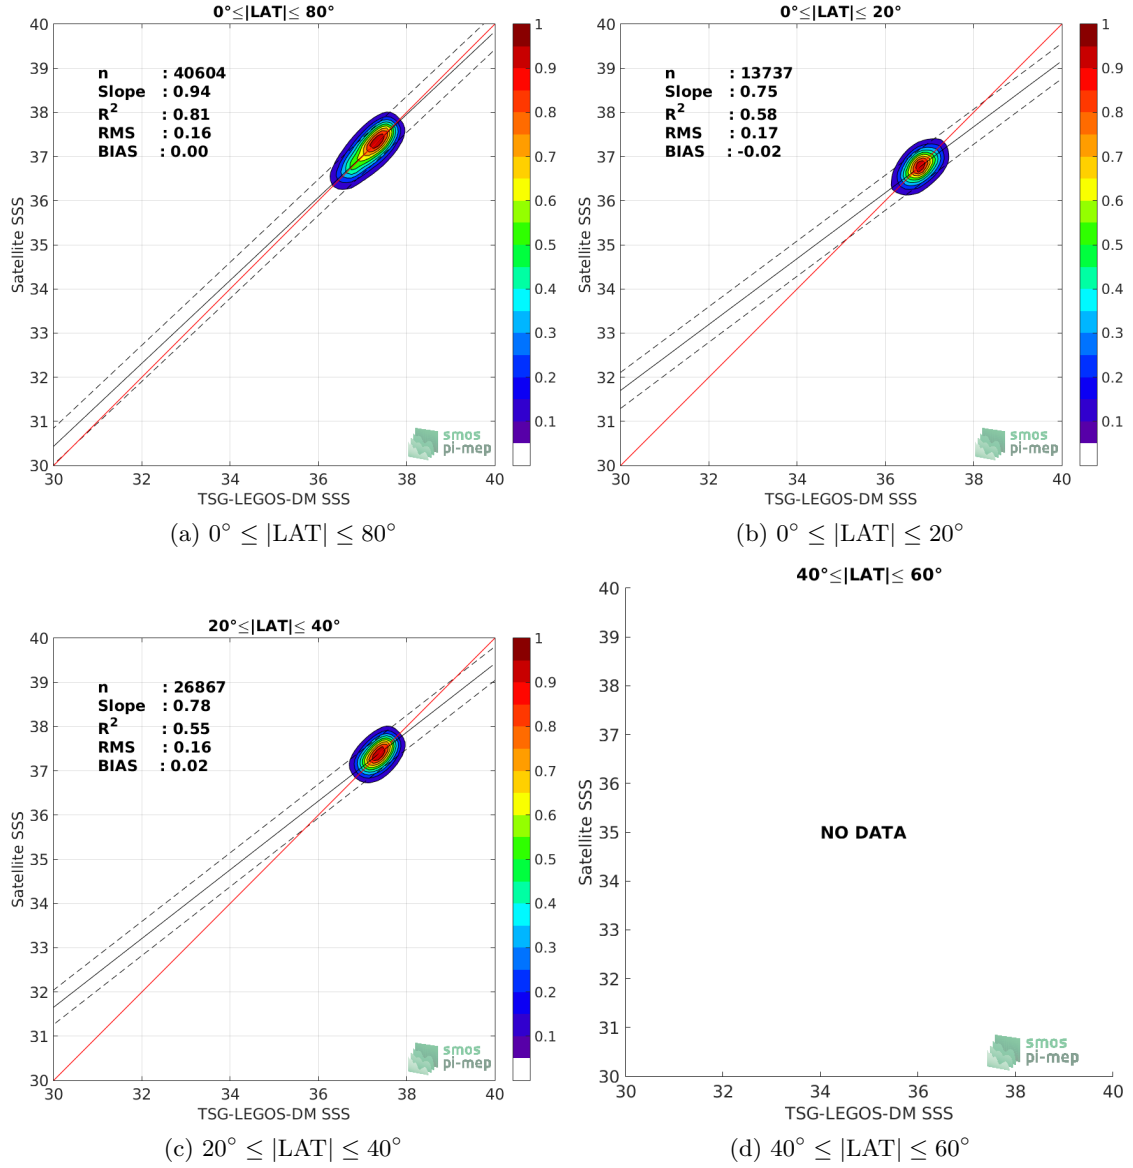 0°≤|LAT|≤ 80°
40
39
38
37
36
35
34
33
32
31
30
Satellite SSS
n : 40604
Slope : 0.94
R2 : 0.81
RMS : 0.16
BIAS : 0.00
smos
pi-mep
30 32 34 36 38 40
TSG-LEGOS-DM SSS
1
0.9
0.8
0.7
0.6
0.5
0.4
0.3
0.2
0.1
(a) 0° ≤ |LAT| ≤ 80°
0°≤|LAT|≤ 20°
40
39
38
37
36
35
34
33
32
31
30
Satellite SSS
n : 13737
Slope : 0.75
R2 : 0.58
RMS : 0.17
BIAS : -0.02
smos
pi-mep
30 32 34 36 38 40
TSG-LEGOS-DM SSS
1
0.9
0.8
0.7
0.6
0.5
0.4
0.3
0.2
0.1
(b) 0° ≤ |LAT| ≤ 20°
20°≤|LAT|≤ 40°
40
39
38
37
36
35
34
33
32
31
30
Satellite SSS
n : 26867
Slope : 0.78
R2 : 0.55
RMS : 0.16
BIAS : 0.02
smos
pi-mep
30 32 34 36 38 40
TSG-LEGOS-DM SSS
1
0.9
0.8
0.7
0.6
0.5
0.4
0.3
0.2
0.1
(c) 20° ≤ |LAT| ≤ 40°
40°≤|LAT|≤ 60°
40
39
38
37
36
35
34
33
32
31
30
Satellite SSS
NO DATA
smos
pi-mep
30 32 34 36 38 40
TSG-LEGOS-DM SSS
(d) 40° ≤ |LAT| ≤ 60°